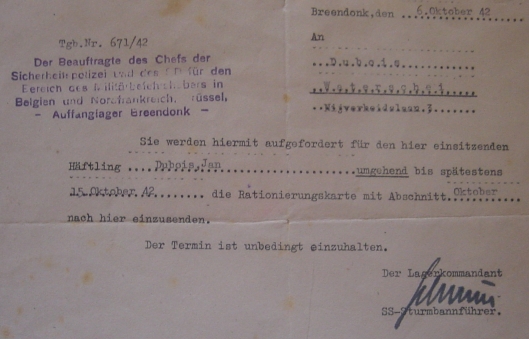 Breendonk,den 6.Oktober 42
Tgb.Nr. 671/42
An
Dubois
Der Beauftragte des Chefs der
Sicherheitspolizei und des SD für den
Bereich des Militärbefehlshabers in
Belgien und Nordfrankreich, Brüssel,
- Auffanglager Breendonk -
Sie werden hiermit aufgefordert für den hier einsitzenden
Häftling Dubois,Jan umgehend bis spätestens
15.Oktober 42 die Rationierungskarte mit Abschnitt Oktober
nach hier einzusenden.
Der Termin ist unbedingt einzuhalten.
Der Lagerkommandant
SS-Sturmbannführer.